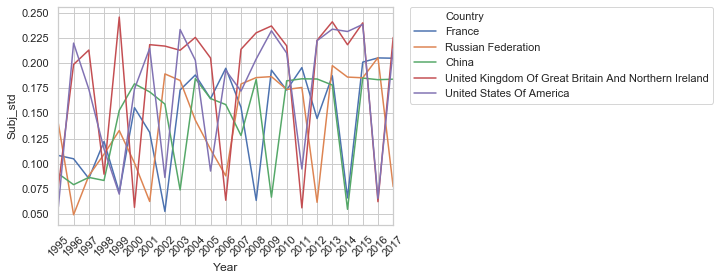 0.250
0.225
0.200
0.175
0.150
0.125
0.100
0.075
0.050
Subj_std
1995 1996 1997 1998 1999 2000 2001 2002 2003 2004 2005 2006 2007 2008 2009 2010 2011 2012 2013 2014 2015 2016 2017
Year
Country
France
Russian Federation
China
United Kingdom Of Great Britain And Northern Ireland
United States Of America